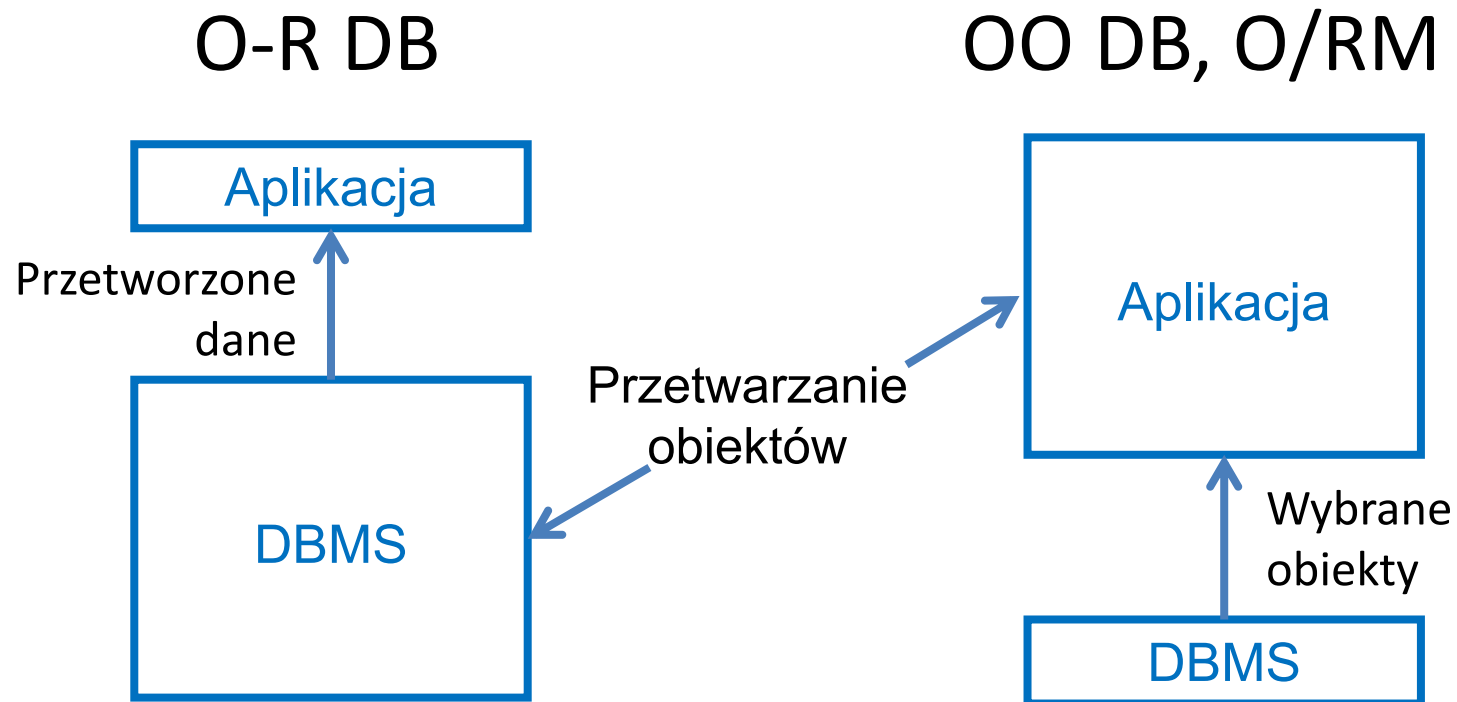 O-R DB
OO DB, O/RM
Aplikacja
Przetworzone
dane
DBMS
Przetwarzanie
obiektów
Aplikacja
Wybrane
obiekty
DBMS